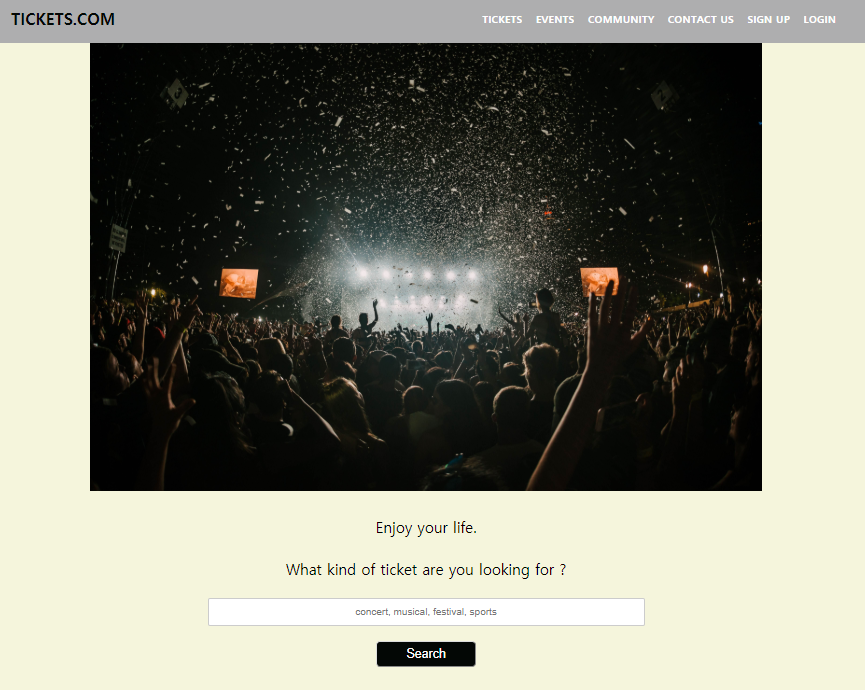 TICKETS.COM
TICKETS EVENTS COMMUNITY CONTACT US SIGN UP LOGIN
Enjoy your life.
What kind of ticket are you looking for ?
concert, musical, festival, sports
Search